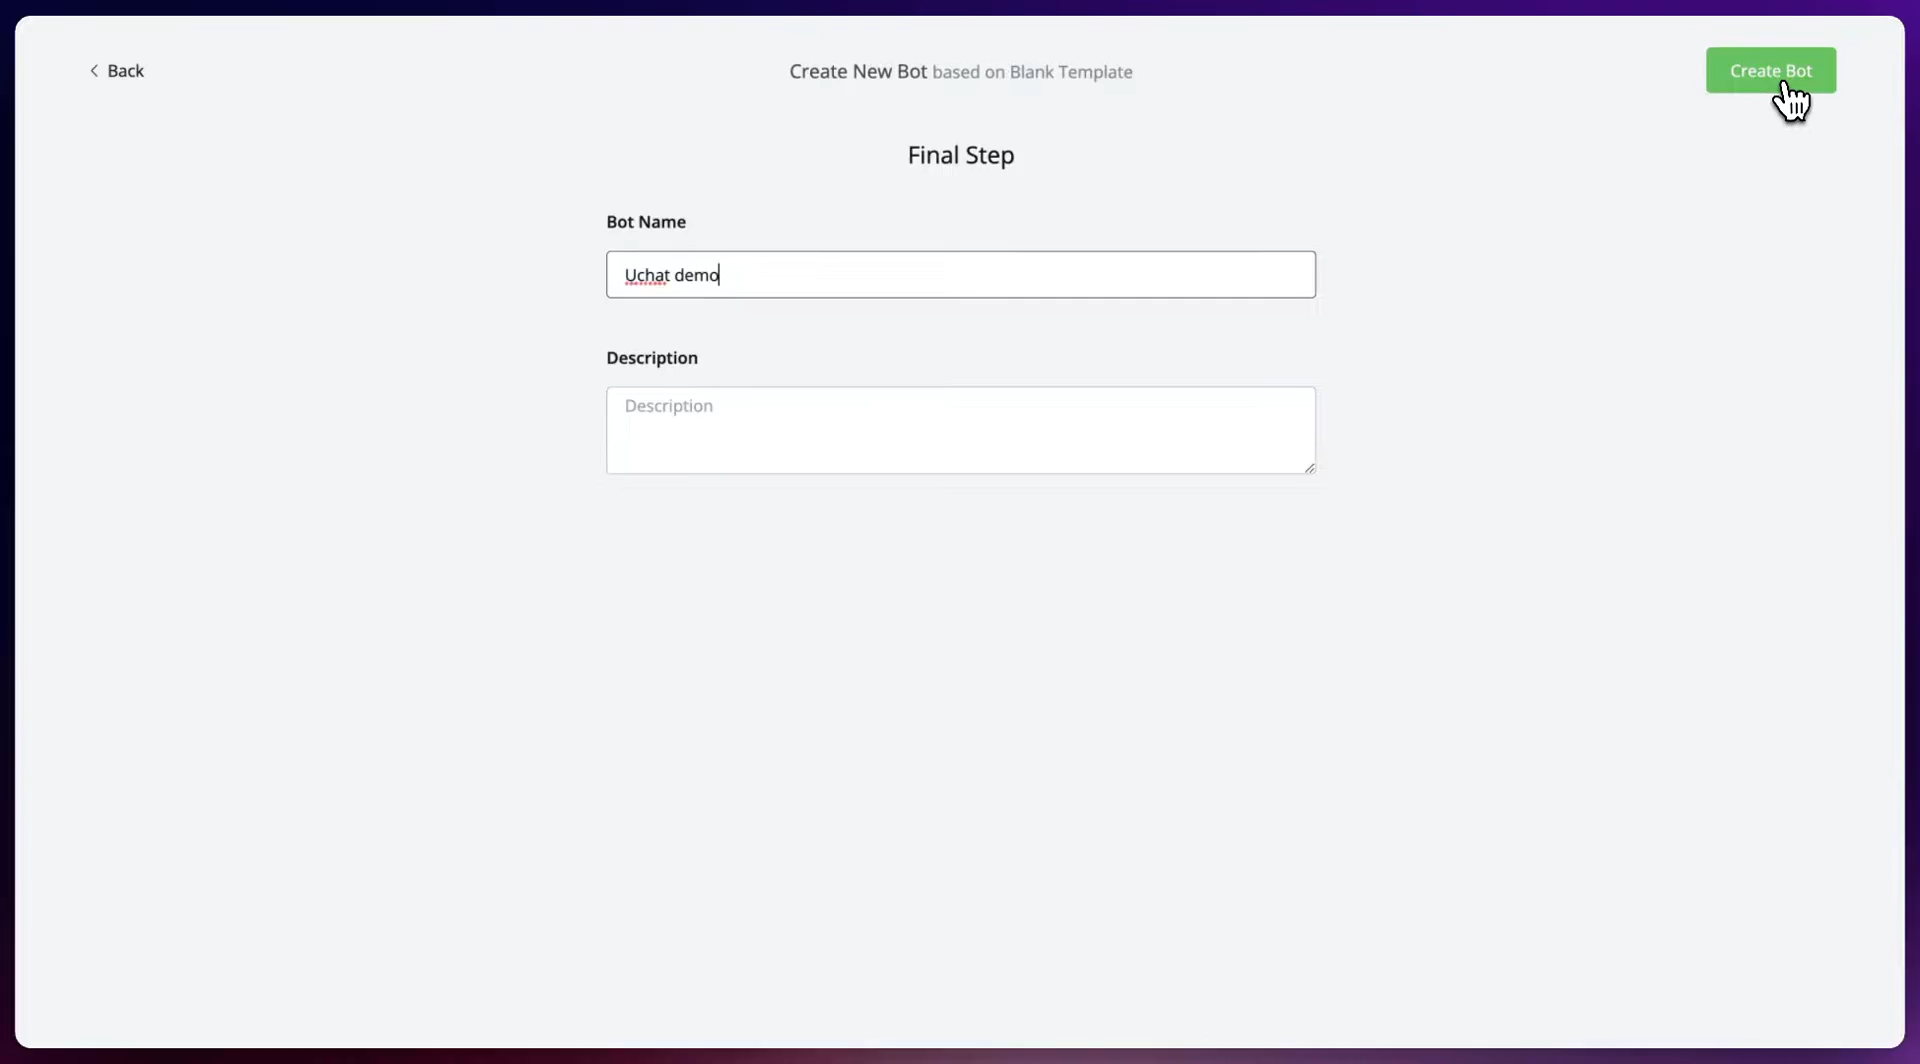 Back
Create New Bot based on Blank Template
Create Bot
Final Step
Bot Name
Uchat demo
Description
Description